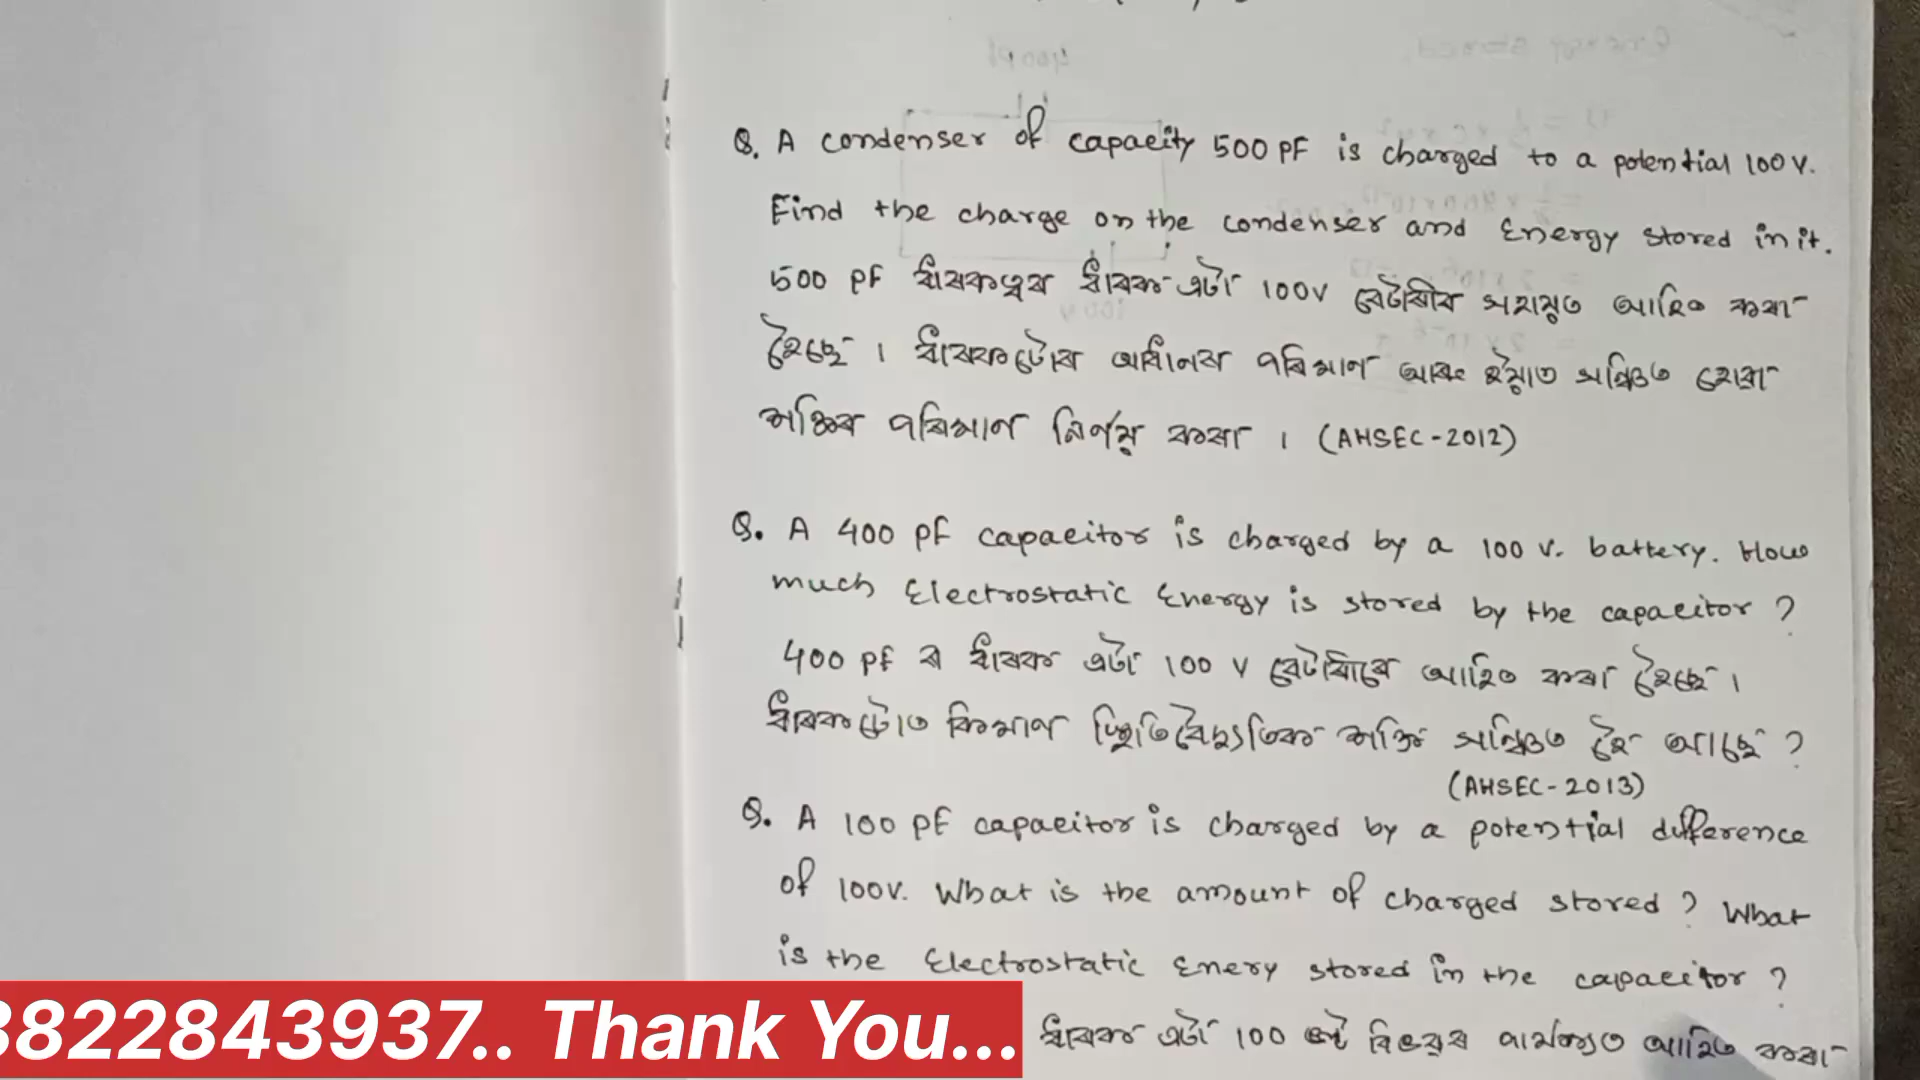 Q. A condenser of capacity 500 PF is charged to a potential 100 V.
Find the charge on the condenser and Energy stored in it.
500 PF ধাৰকত্বৰ ধাৰক এটা 100V বেটাৰীৰ সহায়ত আহিত কৰা
হৈছে । ধাৰকটোৰ আধানৰ পৰিমাণ আৰু ইয়াত সঞ্চিত হোৱা
শক্তিৰ পৰিমাণ নিৰ্ণয় কৰা । (AHSEC-2012)
Q. A 400 PF capacitor is charged by a 100 V. battery. How
much Electrostatic Energy is stored by the capacitor ?
400 PF ৰ ধাৰক এটা 100 V বেটাৰিৰে আহিত কৰা হৈছে ।
ধাৰকটোত কিমান স্থিতিবৈদ্যুতিক শক্তি সঞ্চিত হৈ আছে ?
(AHSEC-2013)
Q. A 100 PF capacitor is charged by a potential difference
of 100V. What is the amount of charged stored ? What
is the Electrostatic Enery stored in the capacitor ?
ধাৰক এটা 100 বিভৱৰ পাৰ্থক্যত আহিত কৰা
8822843937.. Thank You...